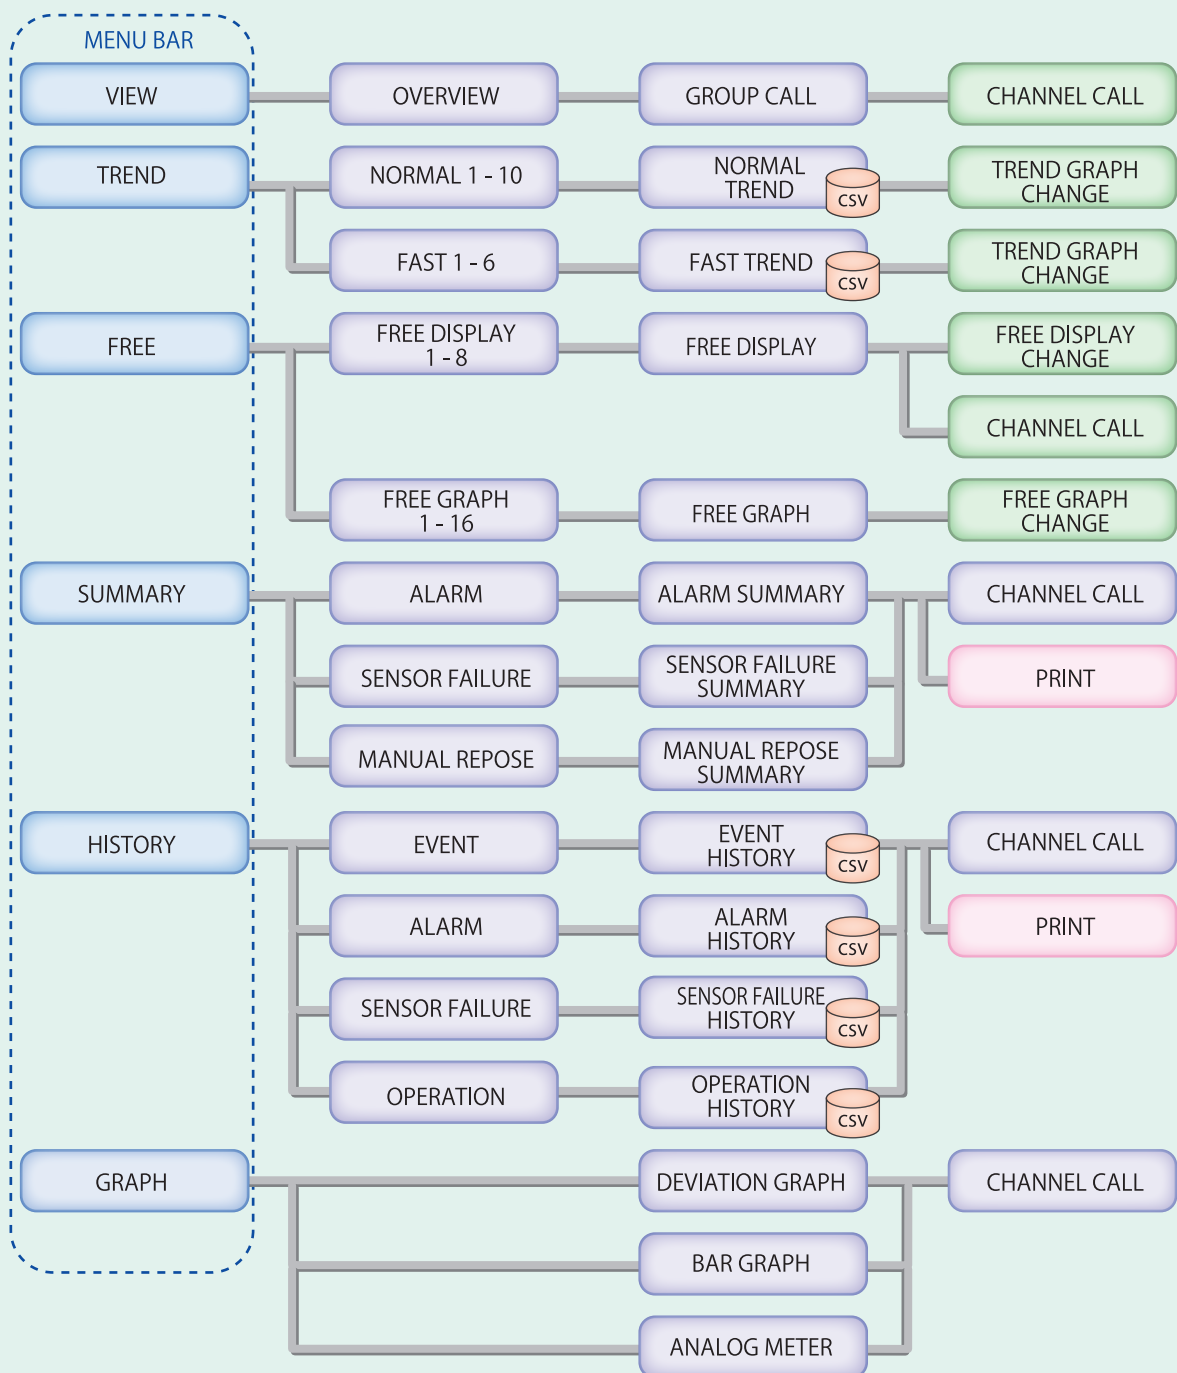 MENU BAR
VIEW
OVERVIEW
GROUP CALL
CHANNEL CALL
TREND
NORMAL 1 - 10
NORMAL
TREND
CSV
TREND GRAPH
CHANGE
FAST 1 - 6
FAST TREND
CSV
TREND GRAPH
CHANGE
FREE
FREE DISPLAY
1 - 8
FREE DISPLAY
FREE DISPLAY
CHANGE
CHANNEL CALL
FREE GRAPH
1 - 16
FREE GRAPH
FREE GRAPH
CHANGE
SUMMARY
ALARM
ALARM SUMMARY
CHANNEL CALL
SENSOR FAILURE
SENSOR FAILURE
SUMMARY
PRINT
MANUAL REPOSE
MANUAL REPOSE
SUMMARY
HISTORY
EVENT
EVENT
HISTORY
CSV
CHANNEL CALL
ALARM
ALARM
HISTORY
CSV
PRINT
SENSOR FAILURE
SENSOR FAILURE
HISTORY
CSV
OPERATION
OPERATION
HISTORY
CSV
GRAPH
DEVIATION GRAPH
CHANNEL CALL
BAR GRAPH
ANALOG METER